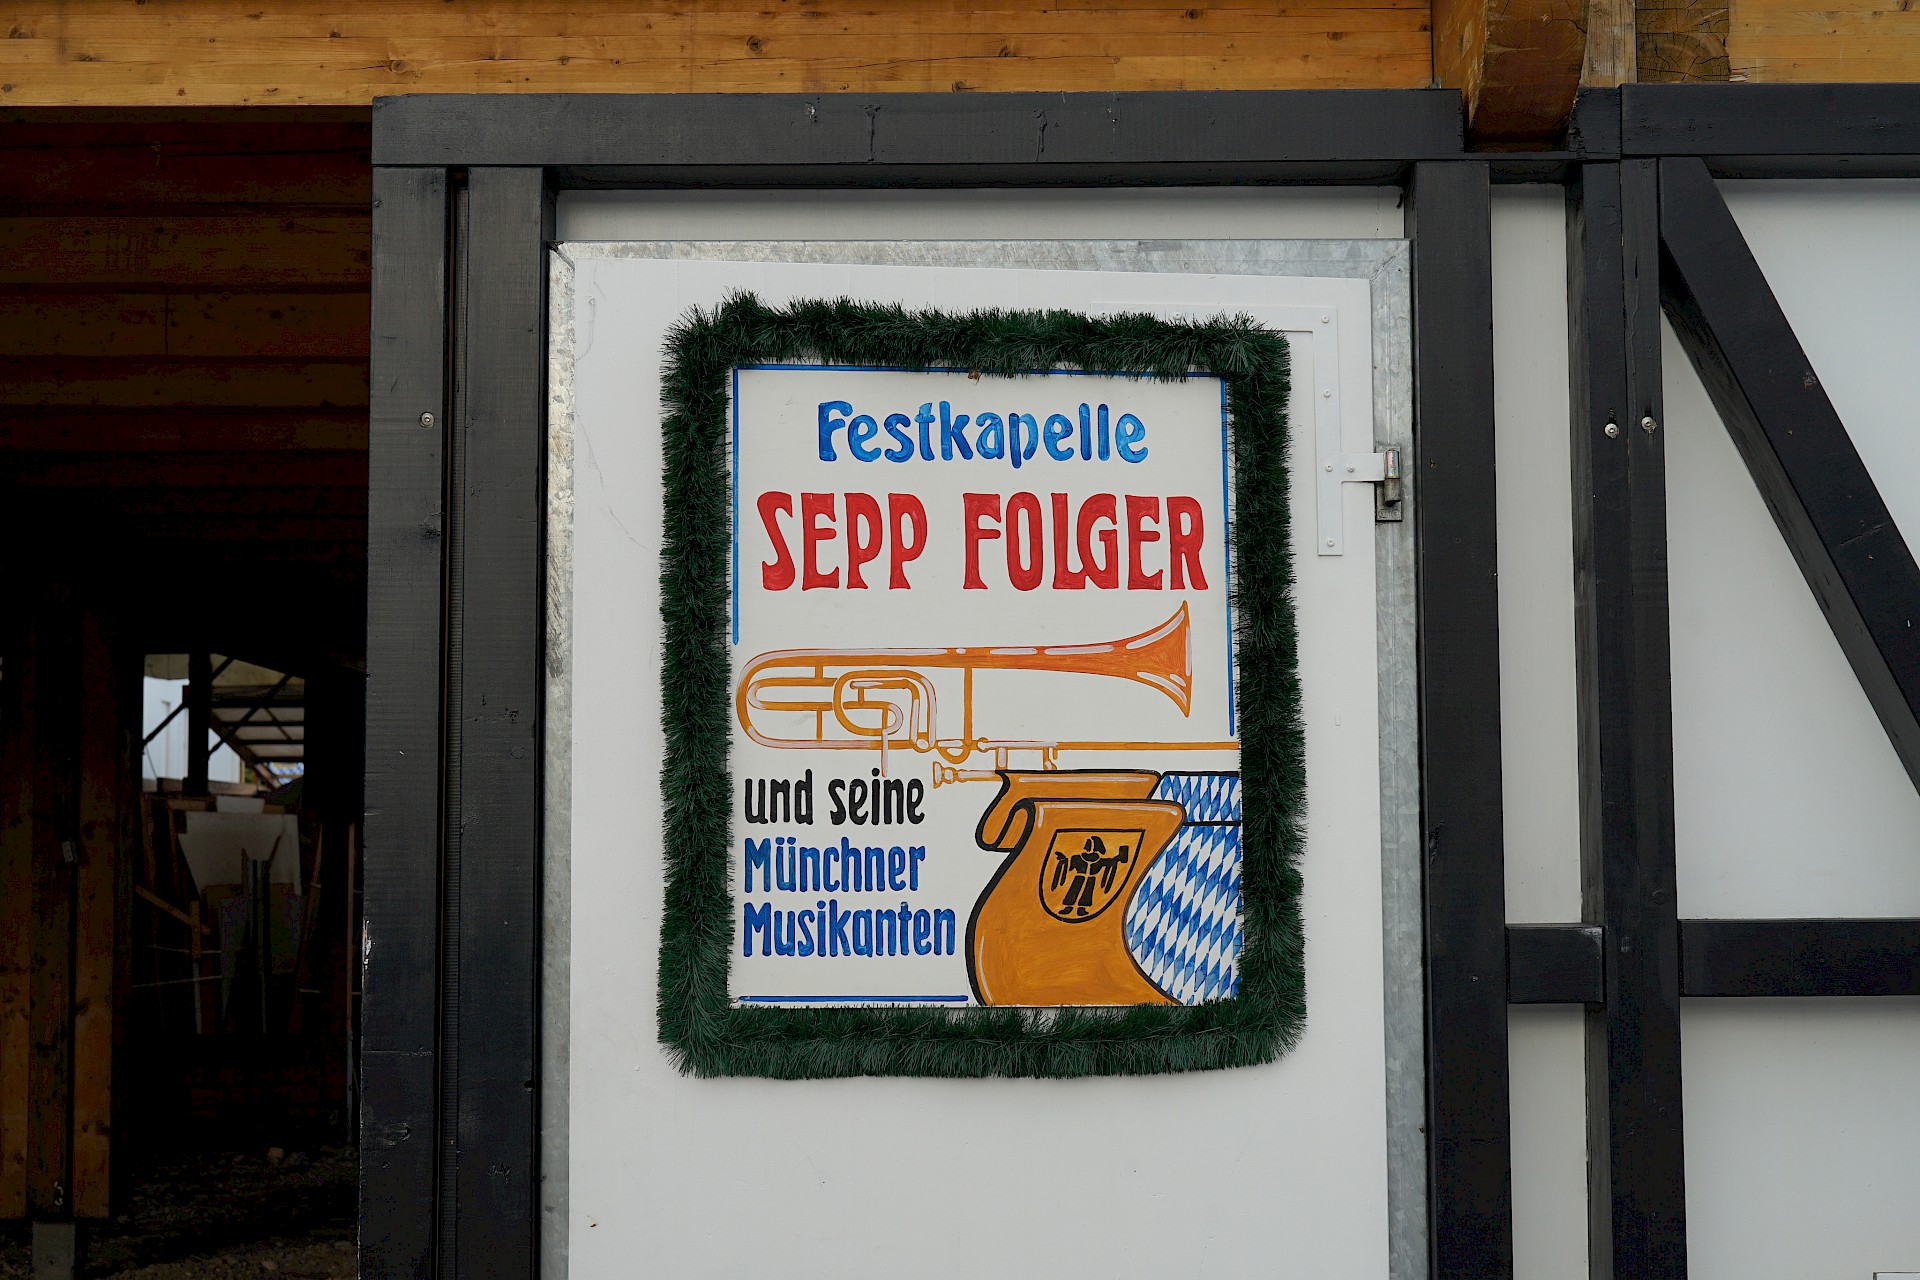 Festkapelle
SEPP FOLGER
und seine
Münchner
Musikanten